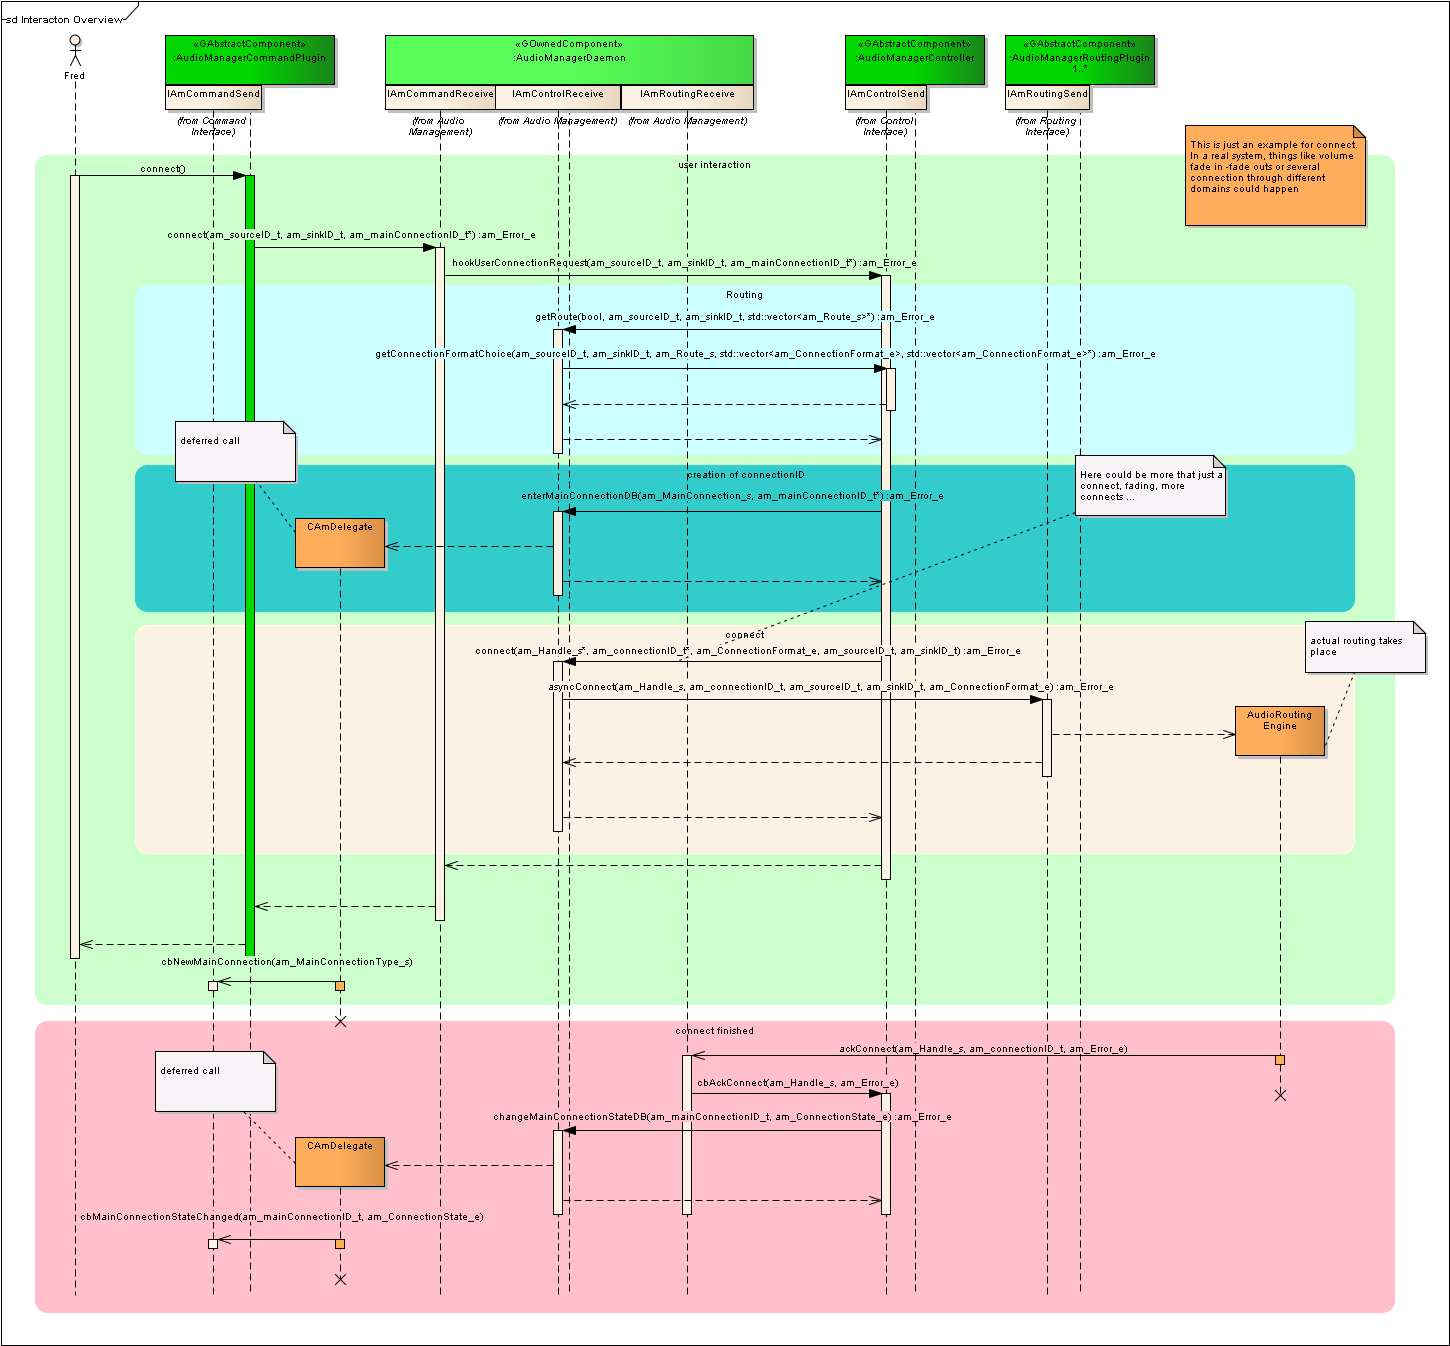 sd Interacton Overview
Fred
«GAbstractComponent»
:AudioManagerCommandPlugin
IAmCommandSend
(from Command
Interface)
«GOwnedComponent»
:AudioManagerDaemon
IAmCommandReceive
IAmControlReceive
IAmRoutingReceive
(from Audio
Management)
(from Audio Management)
(from Audio Management)
«GAbstractComponent»
:AudioManagerController
IAmControlSend
(from Control
Interface)
«GAbstractComponent»
:AudioManagerRoutingPlugin
1..*
IAmRoutingSend
(from Routing
Interface)
This is just an example for connect.
In a real system, things like volume
fade in -fade outs or several
connection through different
domains could happen
user interaction
connect()
connect(am_sourceID_t, am_sinkID_t, am_mainConnectionID_t*) :am_Error_e
hookUserConnectionRequest(am_sourceID_t, am_sinkID_t, am_mainConnectionID_t*) :am_Error_e
Routing
getRoute(bool, am_sourceID_t, am_sinkID_t, std::vector<am_Route_s>*) :am_Error_e
getConnectionFormatChoice(am_sourceID_t, am_sinkID_t, am_Route_s, std::vector<am_ConnectionFormat_e>, std::vector<am_ConnectionFormat_e>*) :am_Error_e
deferred call
creation of connectionID
Here could be more that just a
connect, fading, more
connects ...
enterMainConnectionDB(am_MainConnection_s, am_mainConnectionID_t*) :am_Error_e
CAmDelegate
connect
actual routing takes
place
connect(am_Handle_s*, am_connectionID_t*, am_ConnectionFormat_e, am_sourceID_t, am_sinkID_t) :am_Error_e
asyncConnect(am_Handle_s, am_connectionID_t, am_sourceID_t, am_sinkID_t, am_ConnectionFormat_e) :am_Error_e
AudioRouting
Engine
cbNewMainConnection(am_MainConnectionType_s)
connect finished
ackConnect(am_Handle_s, am_connectionID_t, am_Error_e)
deferred call
cbAckConnect(am_Handle_s, am_Error_e)
changeMainConnectionStateDB(am_mainConnectionID_t, am_ConnectionState_e) :am_Error_e
CAmDelegate
cbMainConnectionStateChanged(am_mainConnectionID_t, am_ConnectionState_e)